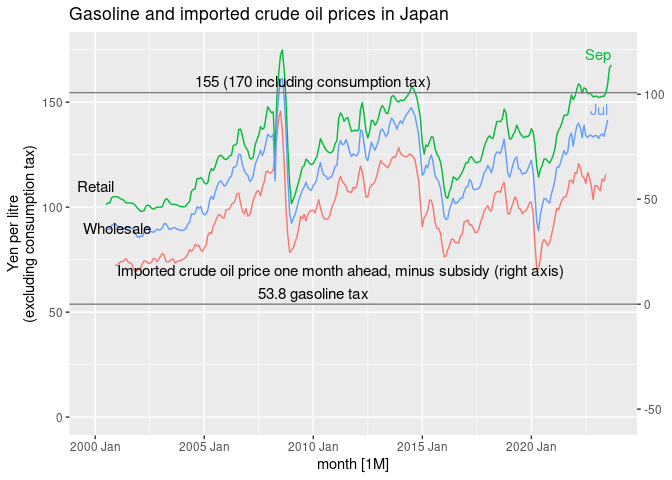 Gasoline and imported crude oil prices in Japan
Sep
155 (170 including consumption tax)
Jul
Retail
Wholesale
Imported crude oil price one month ahead, minus subsidy (right axis)
53.8 gasoline tax
150
100
50
0
100
50
0
-50
Yen per litre
(excluding consumption tax)
2000 Jan
2005 Jan
2010 Jan
2015 Jan
2020 Jan
month [1M]